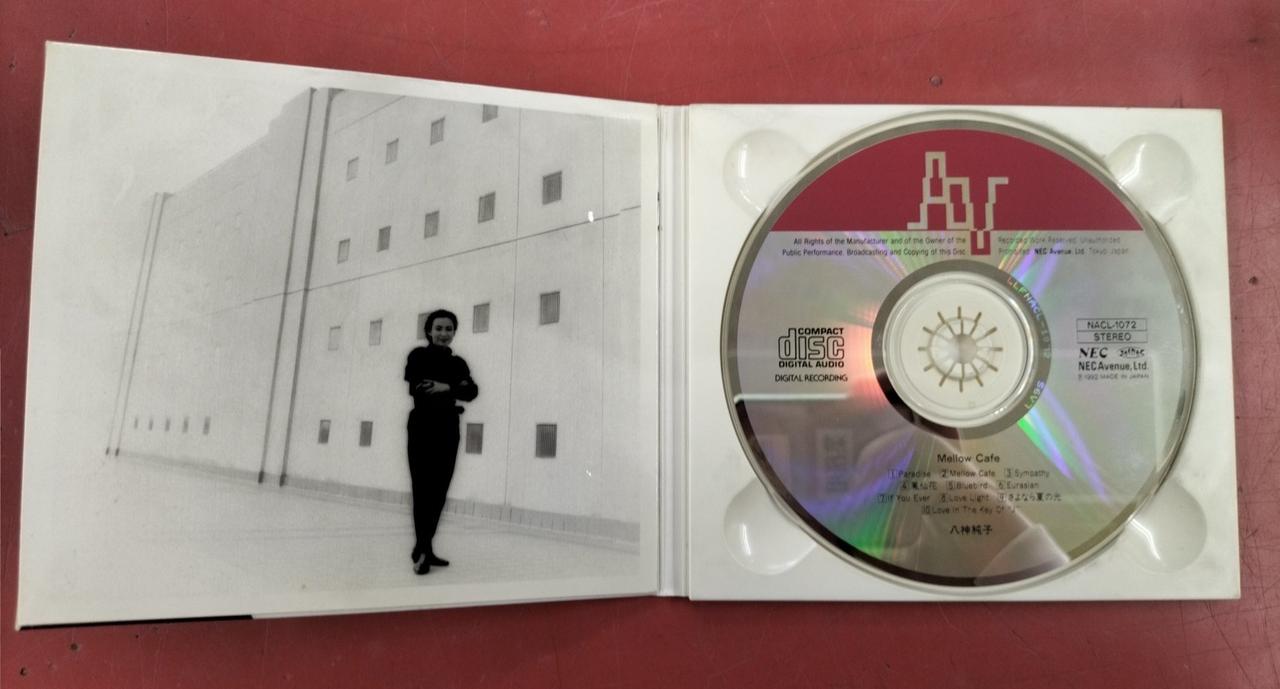 All Rights of the Manufacturer and of the Owner of the Recorded Work Reserved. Unauthorized
Public Performance, Broadcasting and Copying of this Disc Prohibited. NEC Avenue, Ltd. Tokyo Japan
COMPACT
disc
DIGITAL AUDIO
DIGITAL RECORDING
NACL-1072
STEREO
NEC
NEC Avenue, Ltd.
Ⓟ1992 MADE IN JAPAN
Mellow Cafe
1 Paradise 2 Mellow Cafe 3 Sympathy
4 鳳仙花 5 Bluebird 6 Eurasian
7 If You Ever 8 Love Light 9 さよなら夏の光
10 Love In The Key Of "J"
八神純子